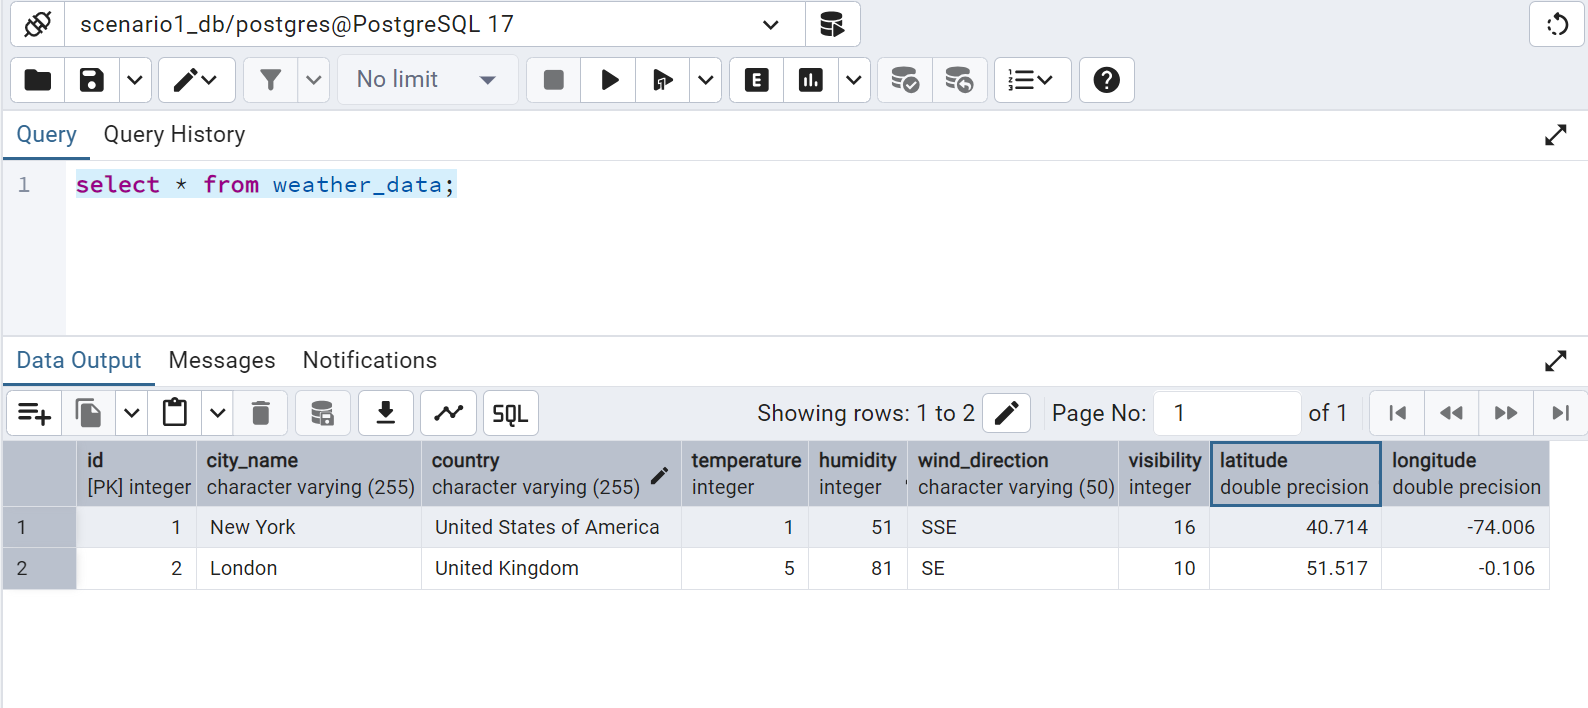 scenario1_db/postgres@PostgreSQL 17
No limit
Query Query History
1 select * from weather_data;
Data Output Messages Notifications
SQL Showing rows: 1 to 2 Page No: 1 of 1
id city_name country temperature humidity wind_direction visibility latitude longitude
[PK] integer character varying (255) character varying (255) integer integer character varying (50) integer double precision double precision
1 1 New York United States of America 1 51 SSE 16 40.714 -74.006
2 2 London United Kingdom 5 81 SE 10 51.517 -0.106